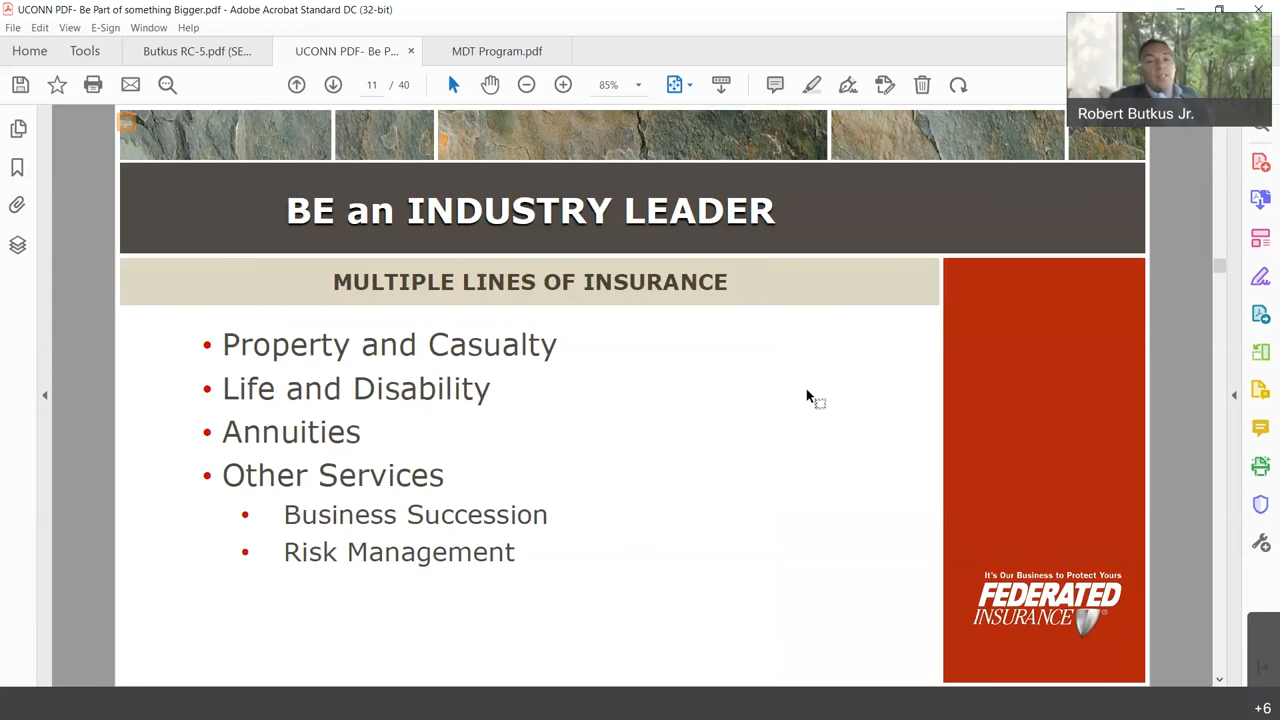 UCONN PDF- Be Part of something Bigger.pdf - Adobe Acrobat Standard DC (32-bit)
File Edit View E-Sign Window Help
Home Tools Butkus RC-5.pdf (SE... UCONN PDF- Be P... × MDT Program.pdf
11 / 40 85%
Robert Butkus Jr.
BE an INDUSTRY LEADER
MULTIPLE LINES OF INSURANCE
• Property and Casualty
• Life and Disability
• Annuities
• Other Services
• Business Succession
• Risk Management
It's Our Business to Protect Yours
FEDERATED
INSURANCE®
+6